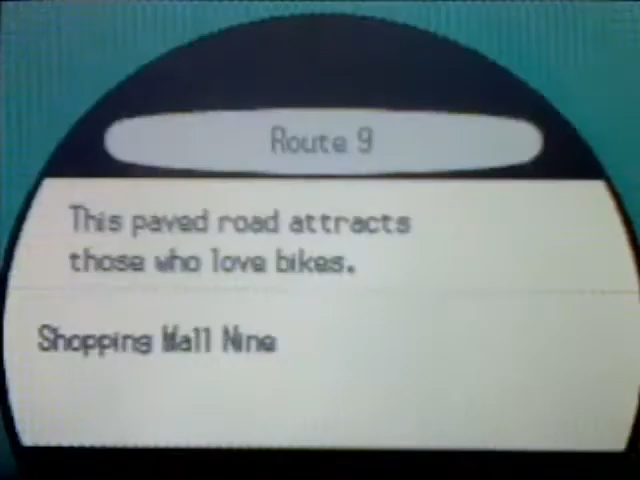 Route 9
This paved road attracts
those who love bikes.
Shopping Mall Nine